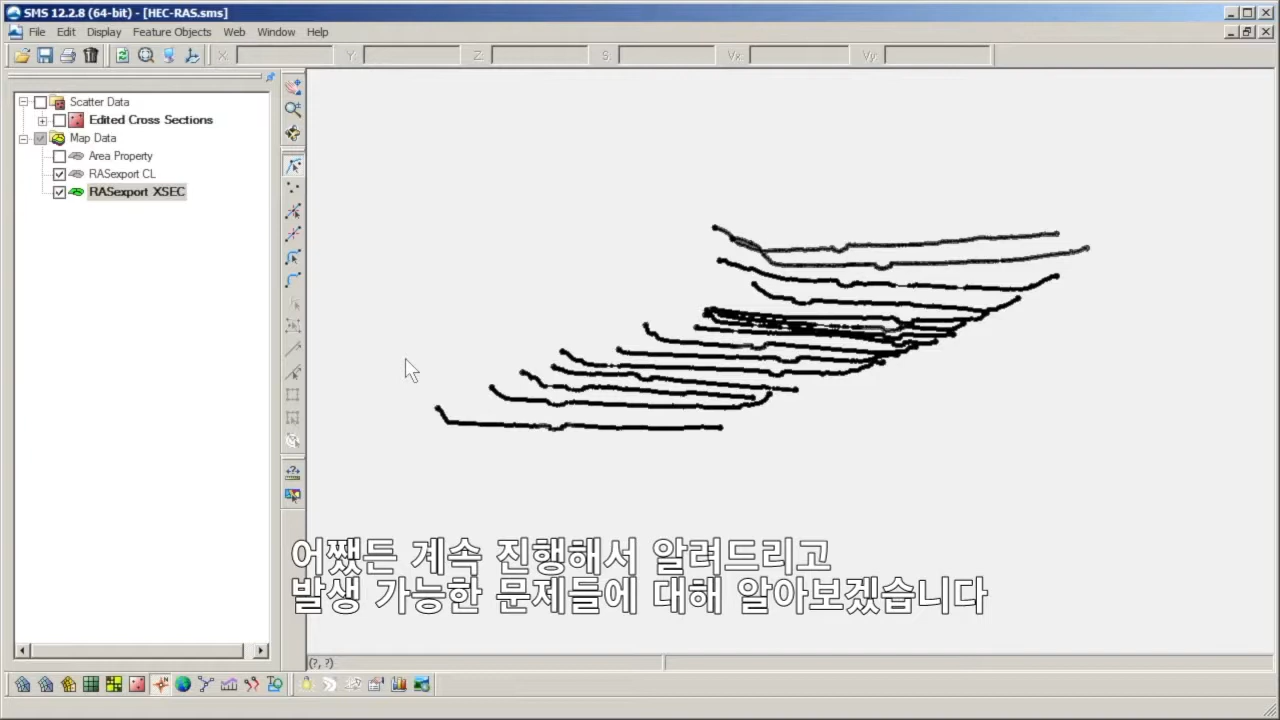 SMS 12.2.8 (64-bit) - [HEC-RAS.sms]
File Edit Display Feature Objects Web Window Help
X: Y: Z: S: Vx: Vy:
Scatter Data
Edited Cross Sections
Map Data
Area Property
RASexport CL
RASexport XSEC
어쨌든 계속 진행해서 알려드리고
발생 가능한 문제들에 대해 알아보겠습니다
(?, ?)